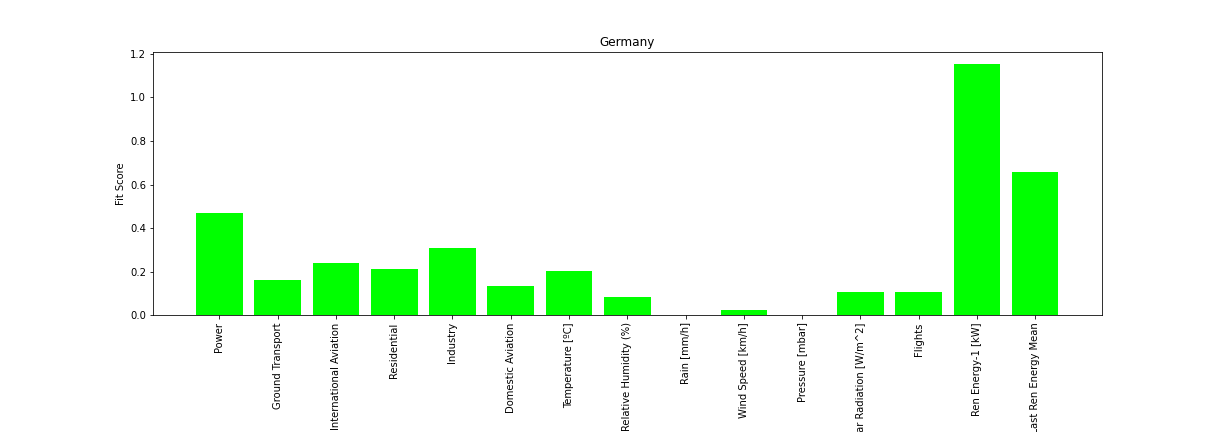 Germany
Fit Score
1.2
1.0
0.8
0.6
0.4
0.2
0.0
Power
Ground Transport
International Aviation
Residential
Industry
Domestic Aviation
Temperature [ºC]
Relative Humidity (%)
Rain [mm/h]
Wind Speed [km/h]
Pressure [mbar]
ar Radiation [W/m^2]
Flights
Ren Energy-1 [kW]
Last Ren Energy Mean